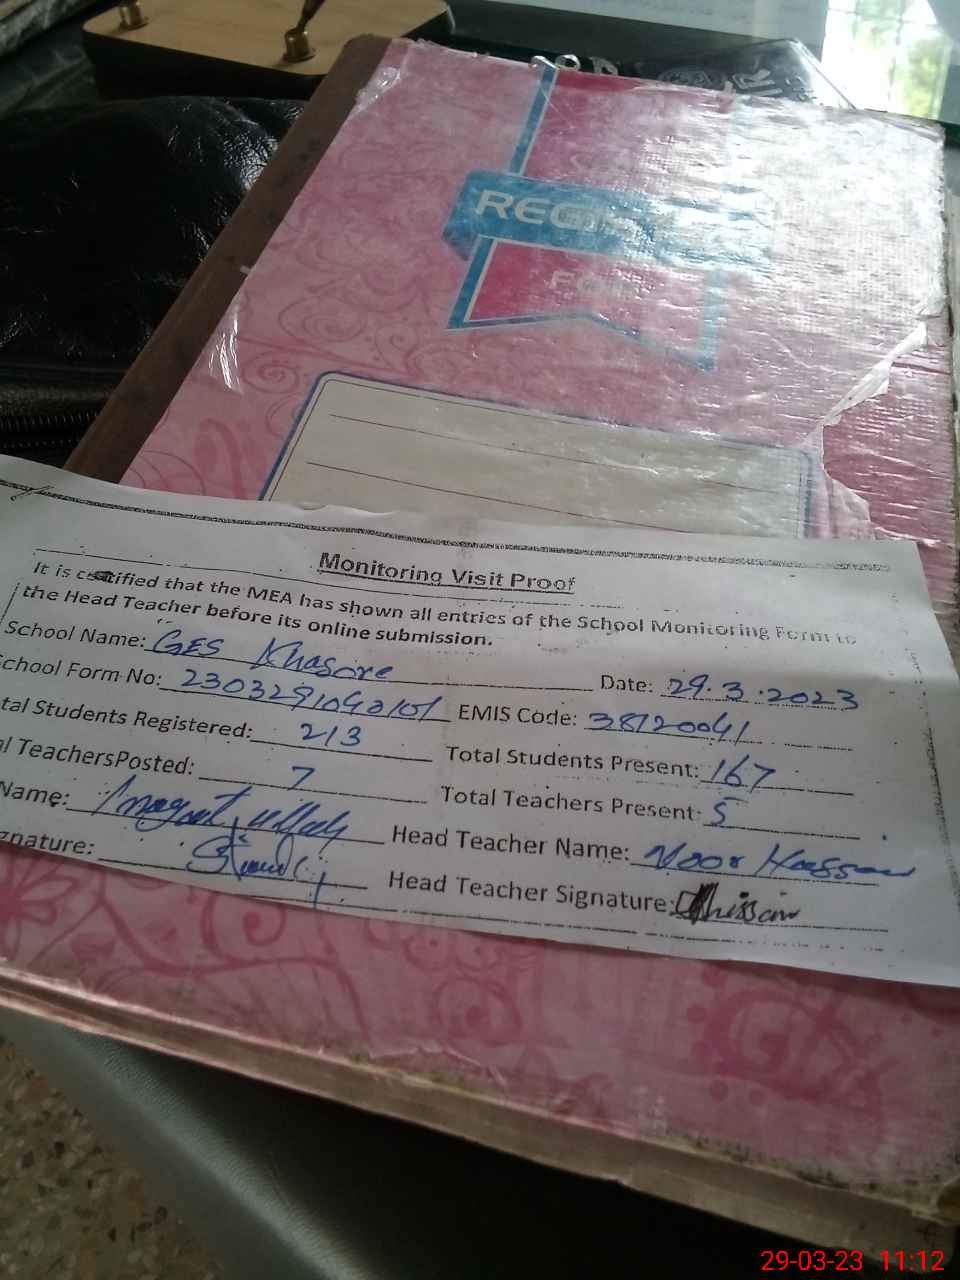 REGISTER
Monitoring Visit Proof
It is certified that the MEA has shown all entries of the School Monitoring Form to
the Head Teacher before its online submission.
School Name: GES Khasore Date: 29.3.2023
School Form No: 230329104010 EMIS Code: 38120041
tal Students Registered: 213 Total Students Present: 167
l TeachersPosted: 7 Total Teachers Present: 5
Name: Head Teacher Name: Noor Hassan
gnature: Head Teacher Signature:
29-03-23 11:12